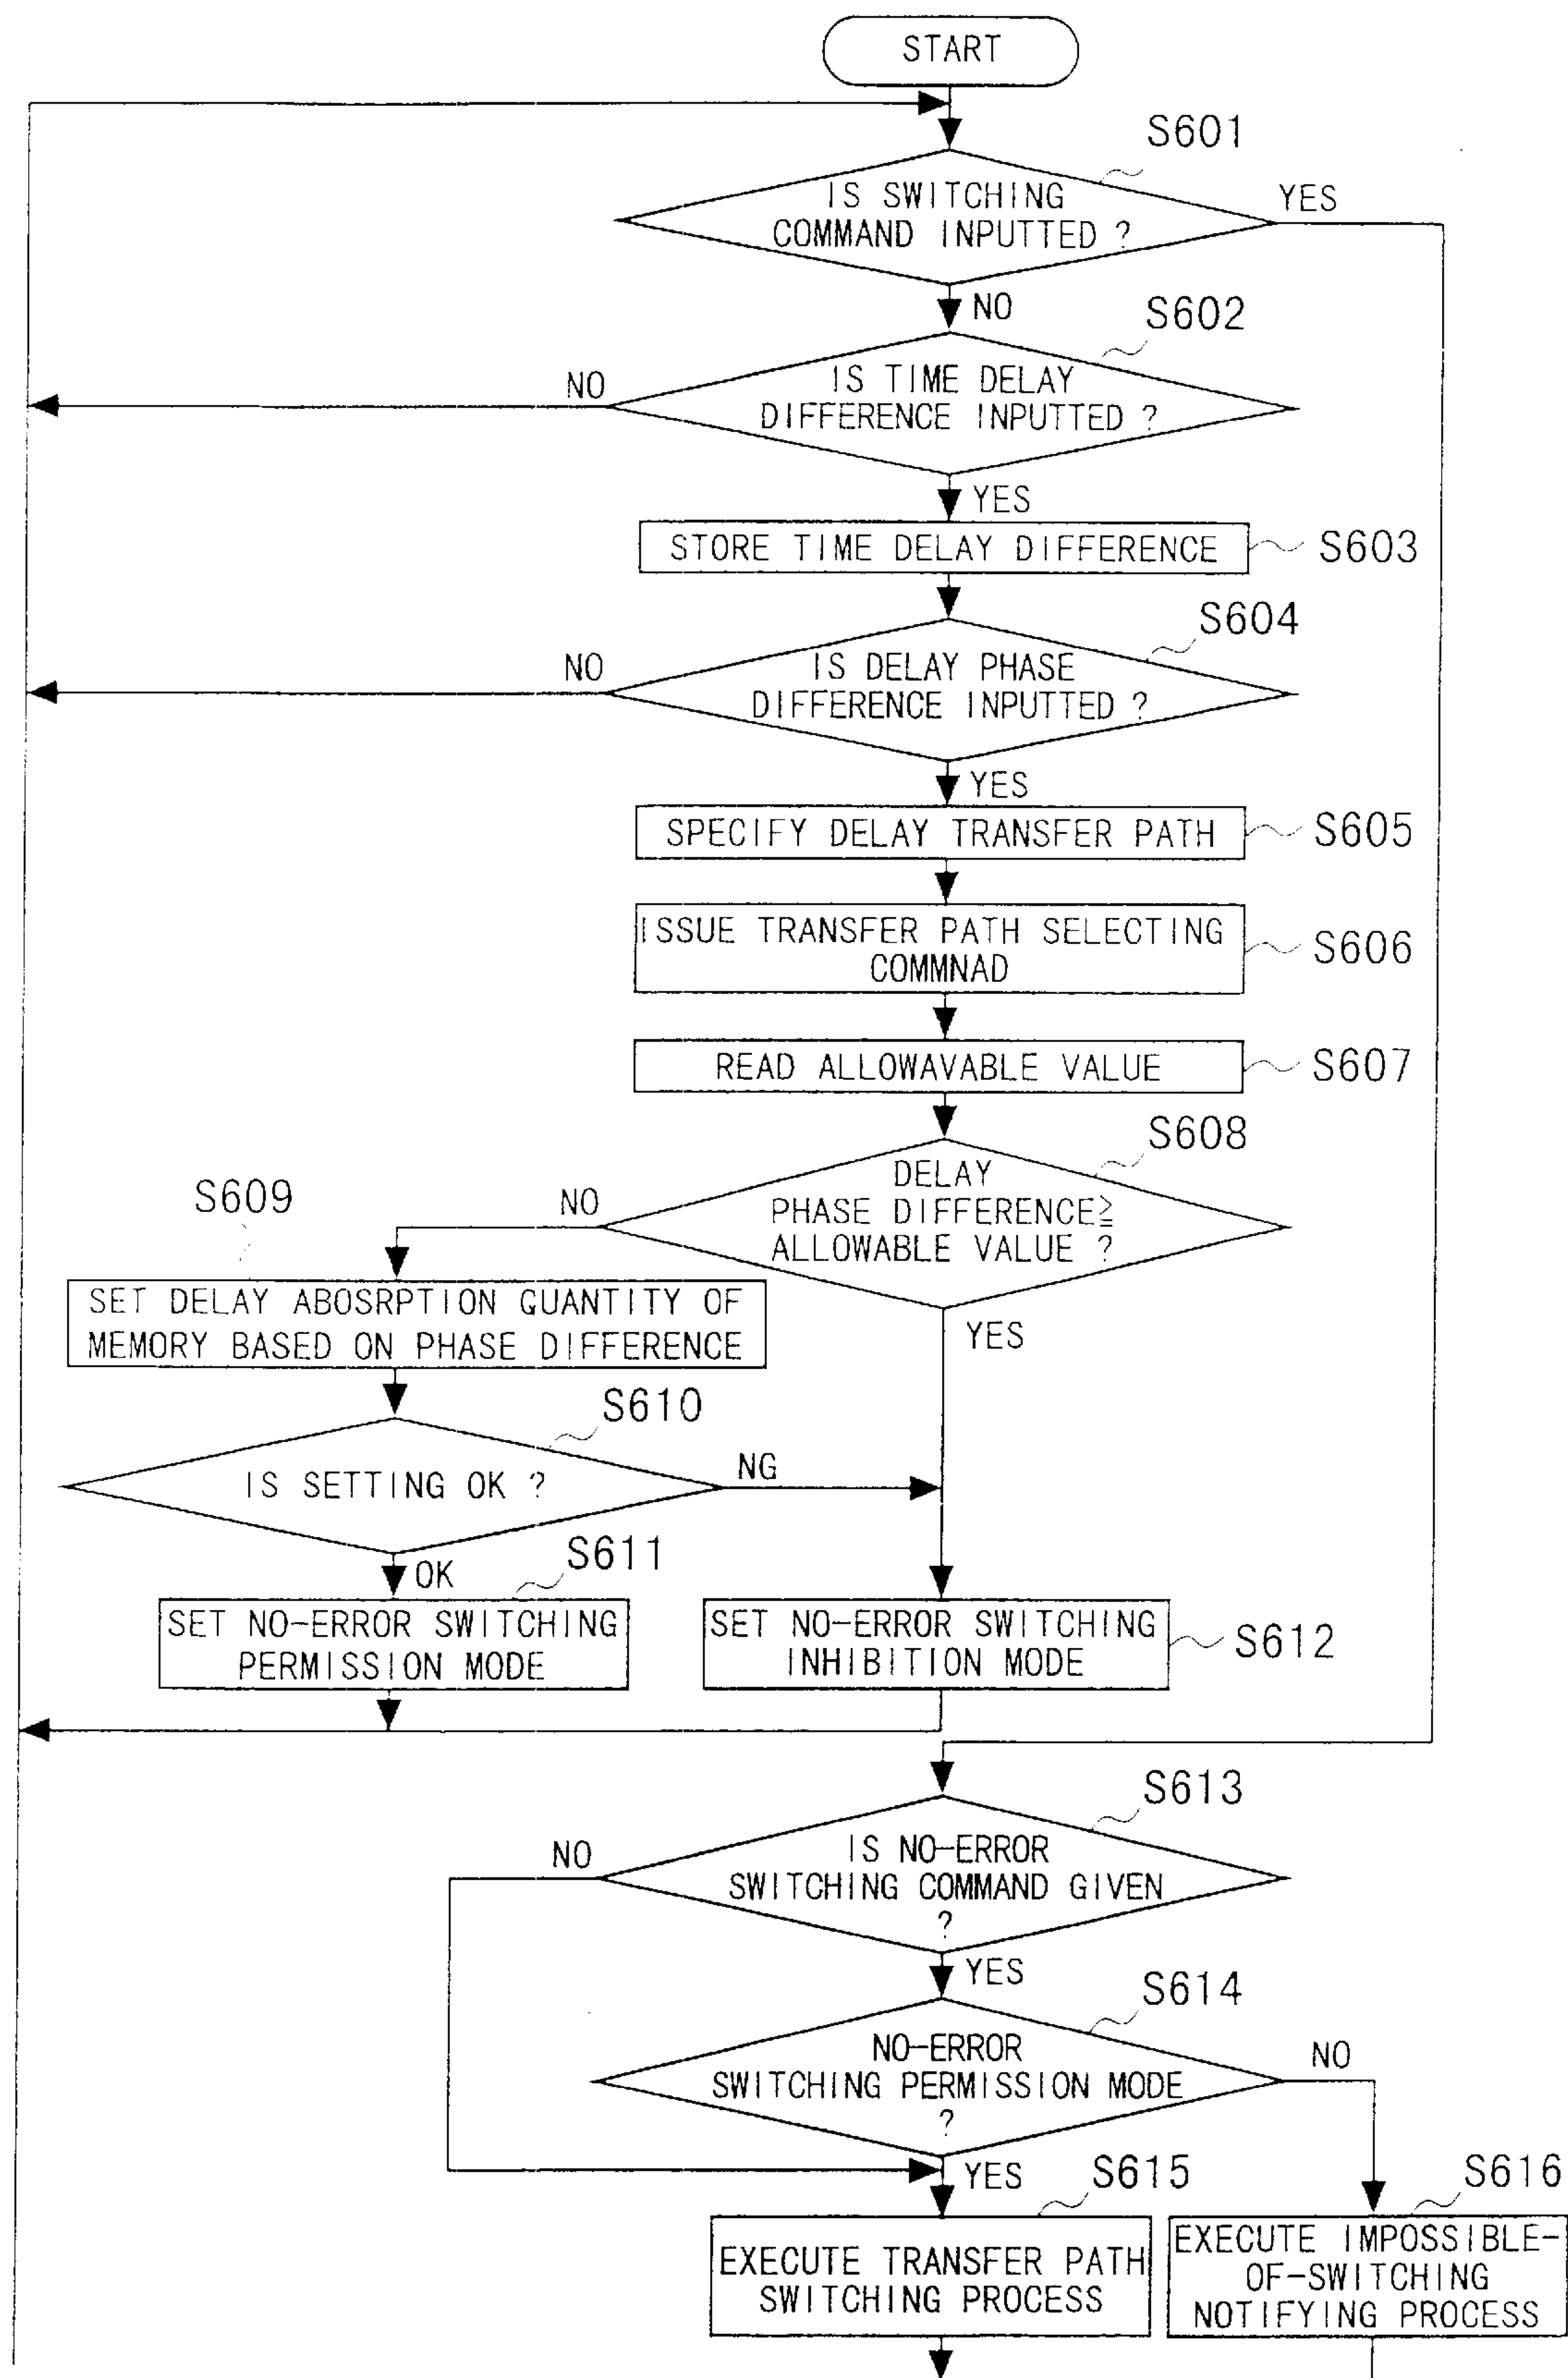 START
S601
IS SWITCHING
COMMAND INPUTTED ?
YES
NO
S602
IS TIME DELAY
DIFFERENCE INPUTTED ?
NO
YES
STORE TIME DELAY DIFFERENCE
S603
S604
IS DELAY PHASE
DIFFERENCE INPUTTED ?
NO
YES
SPECIFY DELAY TRANSFER PATH
S605
ISSUE TRANSFER PATH SELECTING
COMMNAD
S606
READ ALLOWAVABLE VALUE
S607
S608
DELAY
PHASE DIFFERENCE≧
ALLOWABLE VALUE ?
NO
YES
S609
SET DELAY ABOSRPTION QUANTITY OF
MEMORY BASED ON PHASE DIFFERENCE
S610
IS SETTING OK ?
NG
OK
S611
SET NO-ERROR SWITCHING
PERMISSION MODE
SET NO-ERROR SWITCHING
INHIBITION MODE
S612
S613
IS NO-ERROR
SWITCHING COMMAND GIVEN
?
NO
YES
S614
NO-ERROR
SWITCHING PERMISSION MODE
?
NO
YES
S615
EXECUTE TRANSFER PATH
SWITCHING PROCESS
S616
EXECUTE IMPOSSIBLE-
OF-SWITCHING
NOTIFYING PROCESS